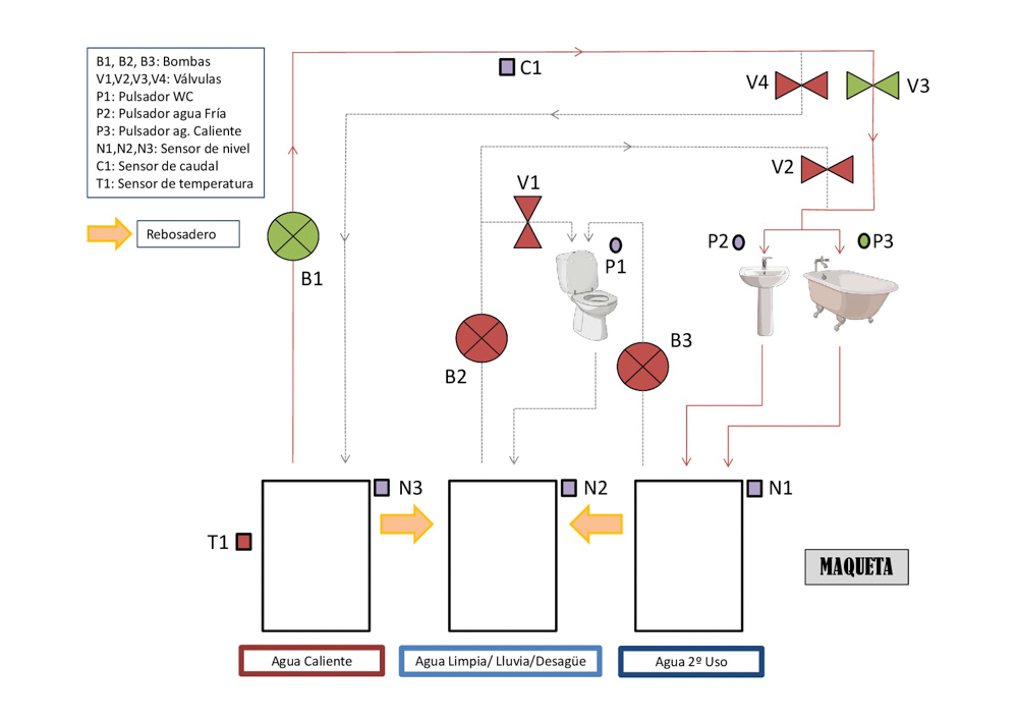 B1, B2, B3: Bombas
V1,V2,V3,V4: Válvulas
P1: Pulsador WC
P2: Pulsador agua Fría
P3: Pulsador ag. Caliente
N1,N2,N3: Sensor de nivel
C1: Sensor de caudal
T1: Sensor de temperatura
Rebosadero
C1
V4
V3
V2
V1
P1
P2
P3
B1
B2
B3
N3
N2
N1
T1
MAQUETA
Agua Caliente
Agua Limpia/ Lluvia/Desagüe
Agua 2º Uso